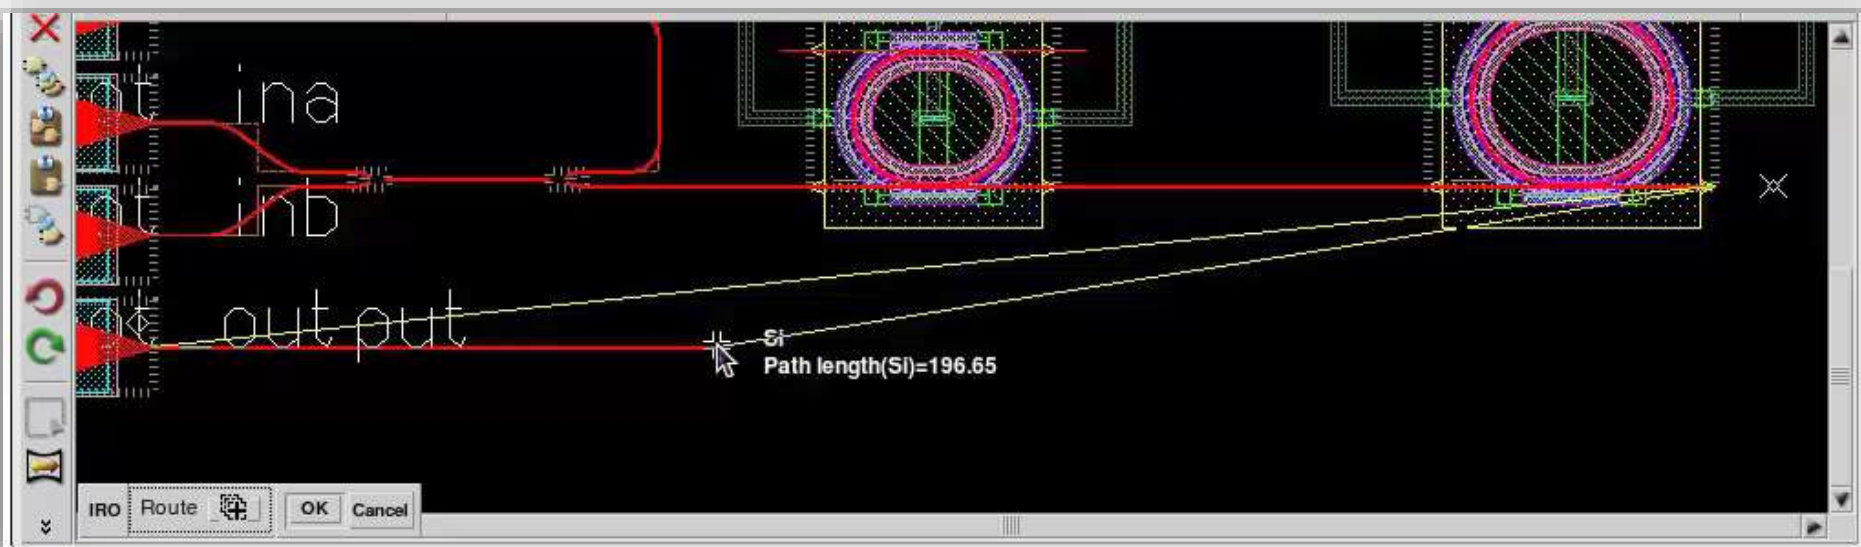 ina
inb
output
Si
Path length(Si)=196.65
IRO Route OK Cancel